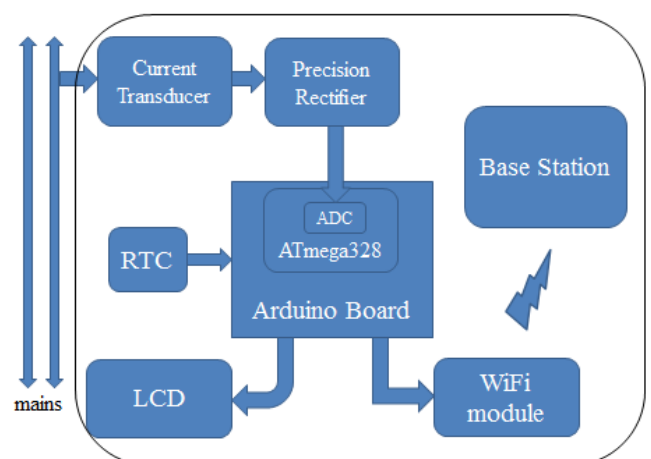 Current
Transducer
Precision
Rectifier
Base Station
ADC
ATmega328
RTC
Arduino Board
LCD
WiFi
module
mains